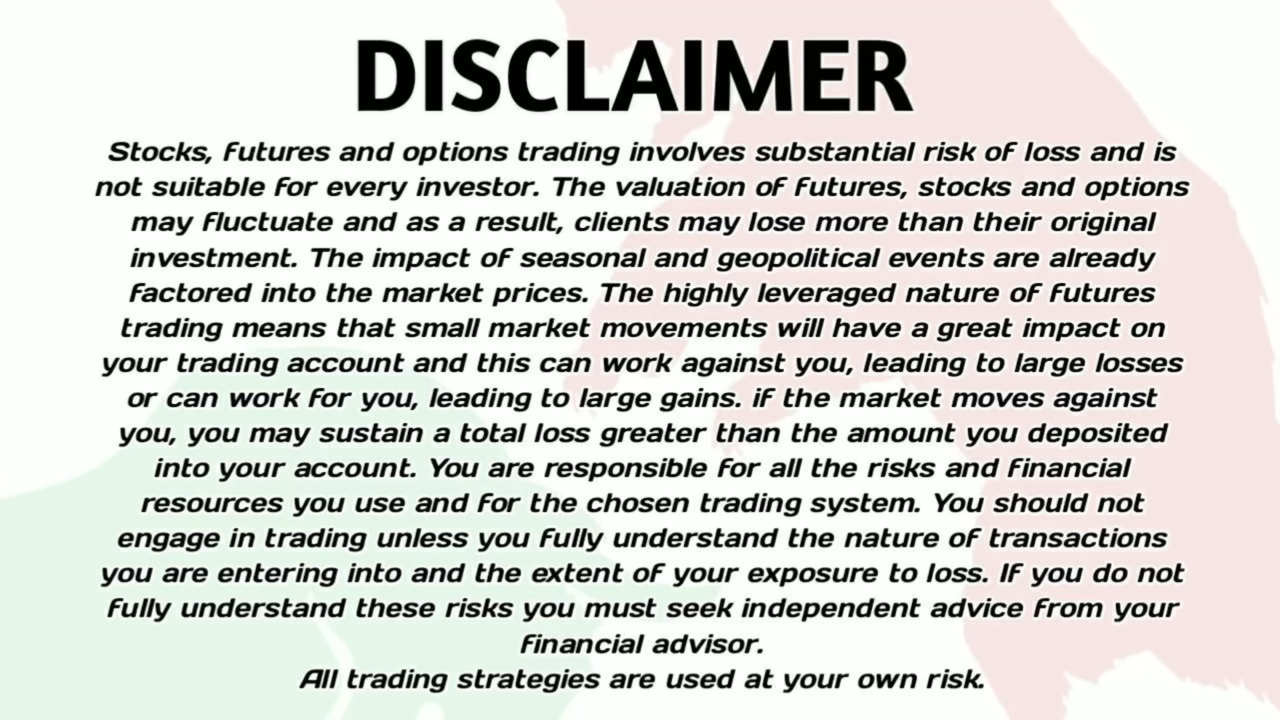 DISCLAIMER
Stocks, futures and options trading involves substantial risk of loss and is
not suitable for every investor. The valuation of futures, stocks and options
may fluctuate and as a result, clients may lose more than their original
investment. The impact of seasonal and geopolitical events are already
factored into the market prices. The highly leveraged nature of futures
trading means that small market movements will have a great impact on
your trading account and this can work against you, leading to large losses
or can work for you, leading to large gains. if the market moves against
you, you may sustain a total loss greater than the amount you deposited
into your account. You are responsible for all the risks and financial
resources you use and for the chosen trading system. You should not
engage in trading unless you fully understand the nature of transactions
you are entering into and the extent of your exposure to loss. If you do not
fully understand these risks you must seek independent advice from your
financial advisor.
All trading strategies are used at your own risk.